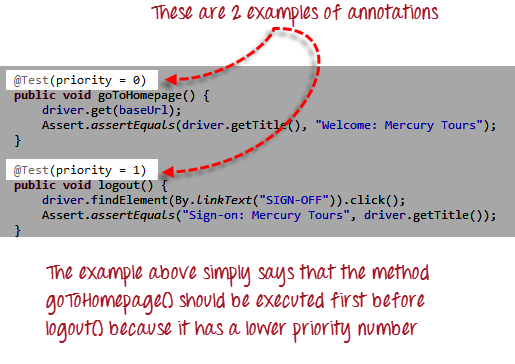 These are 2 examples of annotations
@Test(priority = 0)
public void goToHomepage() {
driver.get(baseUrl);
Assert.assertEquals(driver.getTitle(), "Welcome: Mercury Tours");
}
@Test(priority = 1)
public void logout() {
driver.findElement(By.linkText("SIGN-OFF")).click();
Assert.assertEquals("Sign-on: Mercury Tours", driver.getTitle());
}
The example above simply says that the method
goToHomepage() should be executed first before
logout() because it has a lower priority number